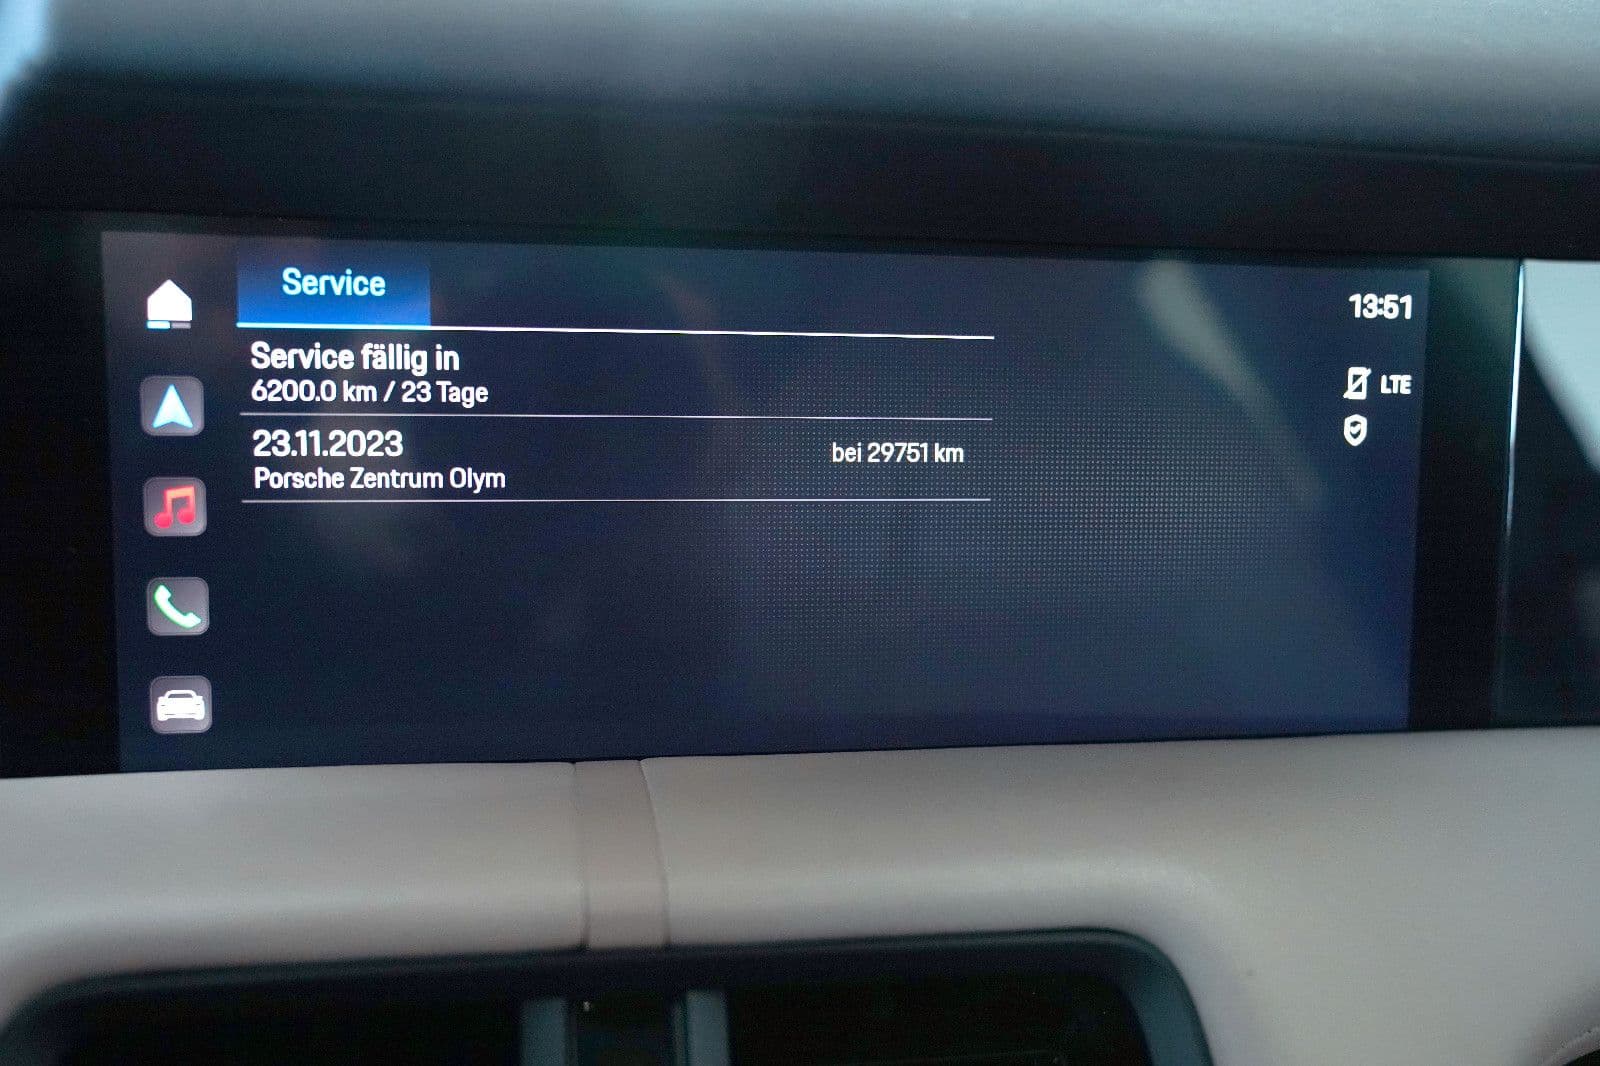 Service
13:51
Service fällig in
6200.0 km / 23 Tage
LTE
23.11.2023
bei 29751 km
Porsche Zentrum Olym